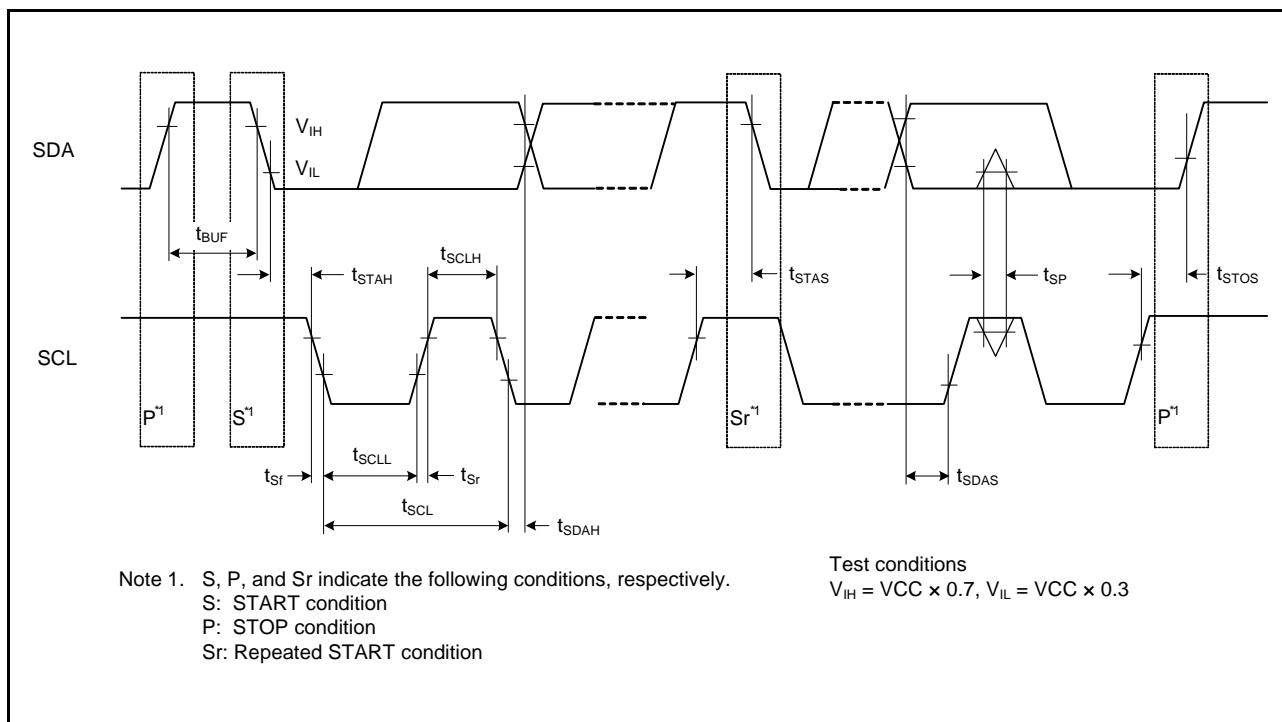 SDA
V_IH
V_IL
t_BUF
t_STAH
t_SCLH
t_STAS
t_SP
t_STOS
SCL
P*1
S*1
Sr*1
P*1
t_Sf
t_SCLL
t_Sr
t_SDAS
t_SCL
t_SDAH
Note 1. S, P, and Sr indicate the following conditions, respectively.
S: START condition
P: STOP condition
Sr: Repeated START condition
Test conditions
V_IH = VCC × 0.7, V_IL = VCC × 0.3